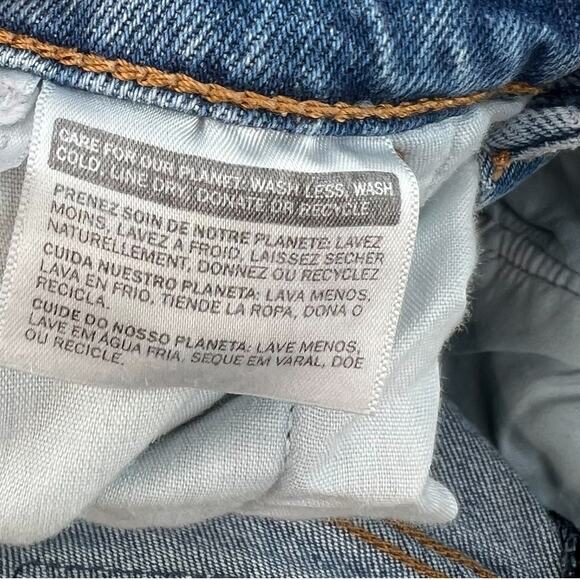 CARE FOR OUR PLANET: WASH LESS, WASH
COLD, LINE DRY, DONATE OR RECYCLE
PRENEZ SOIN DE NOTRE PLANETE: LAVEZ
MOINS, LAVEZ À FROID, LAISSEZ SÉCHER
NATURELLEMENT, DONNEZ OU RECYCLEZ
CUIDA NUESTRO PLANETA: LAVA MENOS,
LAVA EN FRIO, TIENDE LA ROPA, DONA O
RECICLA.
CUIDE DO NOSSO PLANETA: LAVE MENOS,
LAVE EM ÁGUA FRIA, SEQUE EM VARAL, DOE
OU RECICLE.